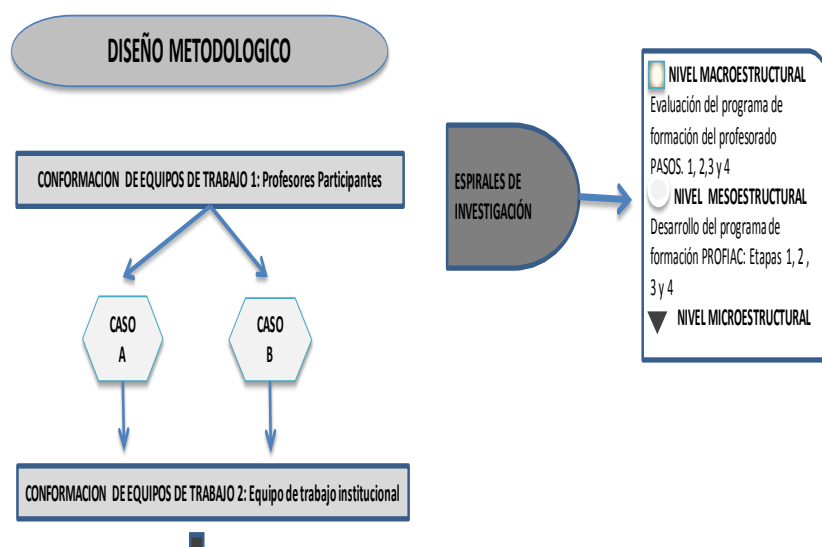 DISEÑO METODOLOGICO
CONFORMACION DE EQUIPOS DE TRABAJO 1: Profesores Participantes
CASO
A
CASO
B
CONFORMACION DE EQUIPOS DE TRABAJO 2: Equipo de trabajo institucional
ESPIRALES DE
INVESTIGACIÓN
NIVEL MACROESTRUCTURAL
Evaluación del programa de
formación del profesorado
PASOS. 1, 2,3 y 4
NIVEL MESOESTRUCTURAL
Desarrollo del programa de
formación PROFIAC: Etapas 1, 2 ,
3 y 4
NIVEL MICROESTRUCTURAL